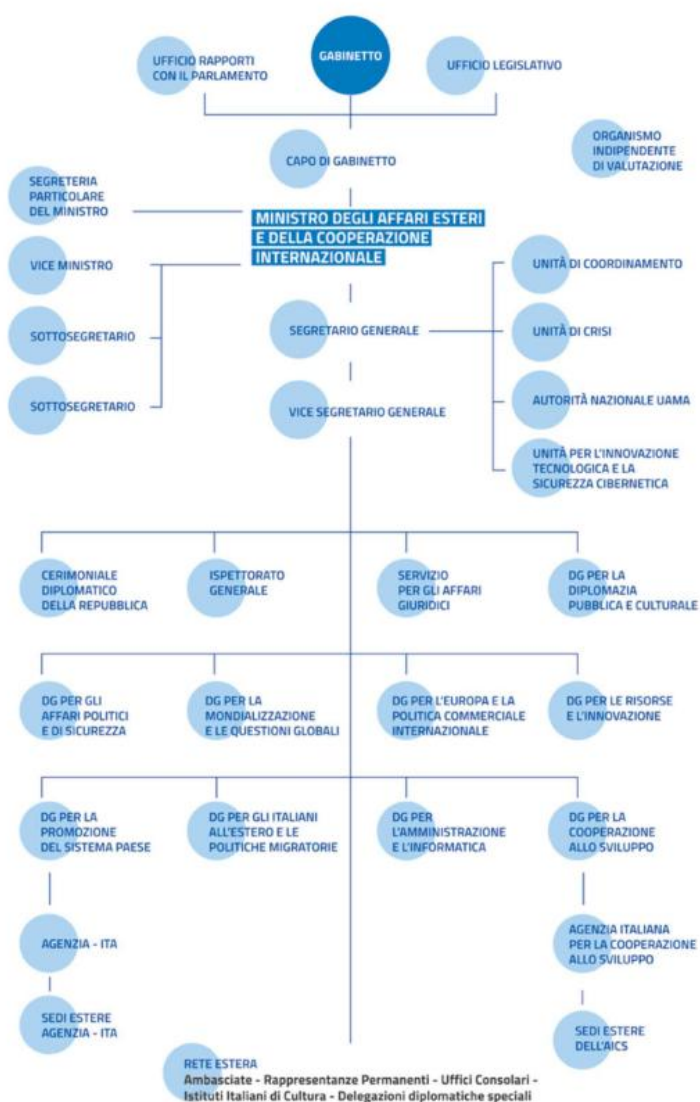 GABINETTO
UFFICIO RAPPORTI
CON IL PARLAMENTO
UFFICIO LEGISLATIVO
CAPO DI GABINETTO
ORGANISMO
INDIPENDENTE
DI VALUTAZIONE
SEGRETERIA
PARTICOLARE
DEL MINISTRO
MINISTRO DEGLI AFFARI ESTERI
E DELLA COOPERAZIONE
INTERNAZIONALE
VICE MINISTRO
SOTTOSEGRETARIO
SOTTOSEGRETARIO
SEGRETARIO GENERALE
VICE SEGRETARIO GENERALE
UNITÀ DI COORDINAMENTO
UNITÀ DI CRISI
AUTORITÀ NAZIONALE UAMA
UNITÀ PER L'INNOVAZIONE
TECNOLOGICA E LA
SICUREZZA CIBERNETICA
CERIMONIALE
DIPLOMATICO
DELLA REPUBBLICA
ISPETTORATO
GENERALE
SERVIZIO
PER GLI AFFARI
GIURIDICI
DG PER LA
DIPLOMAZIA
PUBBLICA E CULTURALE
DG PER GLI
AFFARI POLITICI
E DI SICUREZZA
DG PER LA
MONDIALIZZAZIONE
E LE QUESTIONI GLOBALI
DG PER L'EUROPA E LA
POLITICA COMMERCIALE
INTERNAZIONALE
DG PER LE RISORSE
E L'INNOVAZIONE
DG PER LA
PROMOZIONE
DEL SISTEMA PAESE
DG PER GLI ITALIANI
ALL'ESTERO E LE
POLITICHE MIGRATORIE
DG PER
L'AMMINISTRAZIONE
E L'INFORMATICA
DG PER LA
COOPERAZIONE
ALLO SVILUPPO
AGENZIA - ITA
AGENZIA ITALIANA
PER LA COOPERAZIONE
ALLO SVILUPPO
SEDI ESTERE
AGENZIA - ITA
SEDI ESTERE
DELL'AICS
RETE ESTERA
Ambasciate - Rappresentanze Permanenti - Uffici Consolari -
Istituti Italiani di Cultura - Delegazioni diplomatiche speciali